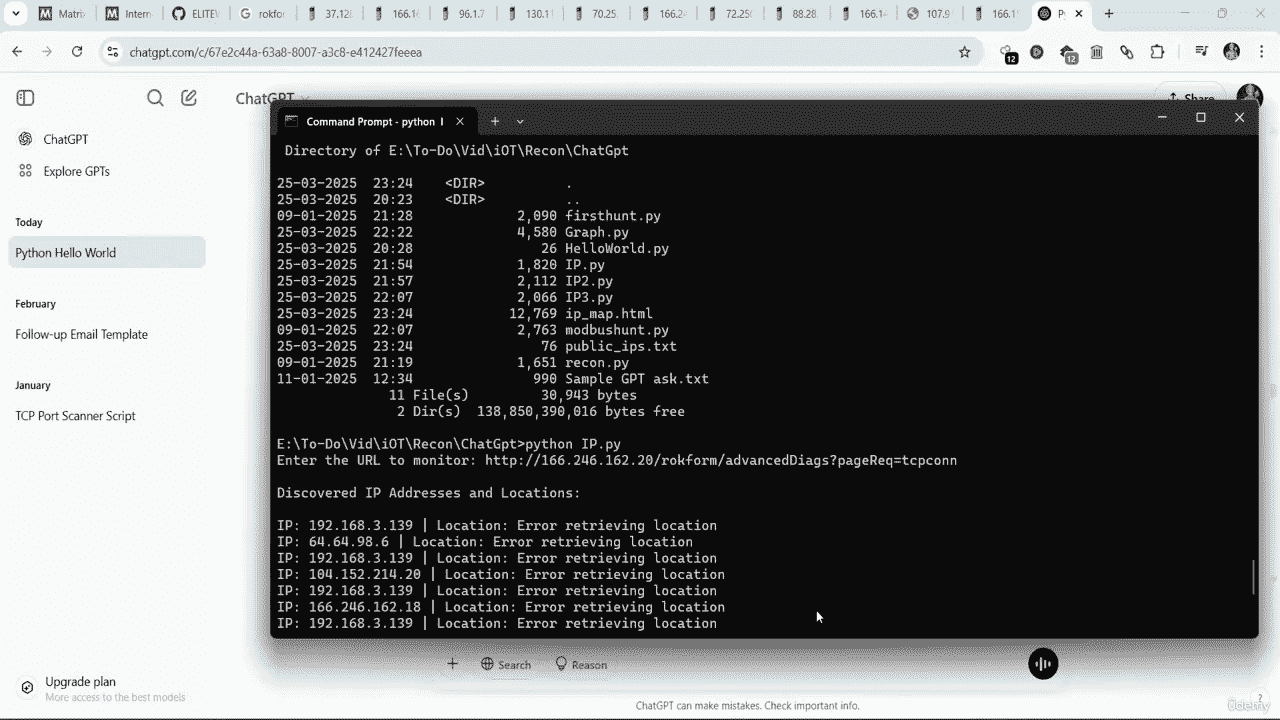 Matrix
Intern
ELITEW
rokfor
37.120
166.16
96.1.7
130.1
70.25.
166.24
72.250
88.28.
166.14
107.9
166.1
Py
chatgpt.com/c/67e2c44a-63a8-8007-a3c8-e412427feeea
12
12
ChatGPT
Share
ChatGPT
Explore GPTs
Today
Python Hello World
February
Follow-up Email Template
January
TCP Port Scanner Script
Upgrade plan
More access to the best models
Command Prompt - python I
Directory of E:\To-Do\Vid\iOT\Recon\ChatGpt
25-03-2025 23:24 <DIR> .
25-03-2025 20:23 <DIR> ..
09-01-2025 21:28 2,090 firsthunt.py
25-03-2025 22:22 4,580 Graph.py
25-03-2025 20:28 26 HelloWorld.py
25-03-2025 21:54 1,820 IP.py
25-03-2025 21:57 2,112 IP2.py
25-03-2025 22:07 2,066 IP3.py
25-03-2025 23:24 12,769 ip_map.html
09-01-2025 22:07 2,763 modbushunt.py
25-03-2025 23:24 76 public_ips.txt
09-01-2025 21:19 1,651 recon.py
11-01-2025 12:34 990 Sample GPT ask.txt
11 File(s) 30,943 bytes
2 Dir(s) 138,850,390,016 bytes free
E:\To-Do\Vid\iOT\Recon\ChatGpt>python IP.py
Enter the URL to monitor: http://166.246.162.20/rokform/advancedDiags?pageReq=tcpconn
Discovered IP Addresses and Locations:
IP: 192.168.3.139 | Location: Error retrieving location
IP: 64.64.98.6 | Location: Error retrieving location
IP: 192.168.3.139 | Location: Error retrieving location
IP: 104.152.214.20 | Location: Error retrieving location
IP: 192.168.3.139 | Location: Error retrieving location
IP: 166.246.162.18 | Location: Error retrieving location
IP: 192.168.3.139 | Location: Error retrieving location
Search
Reason
ChatGPT can make mistakes. Check important info.
?
Udemy